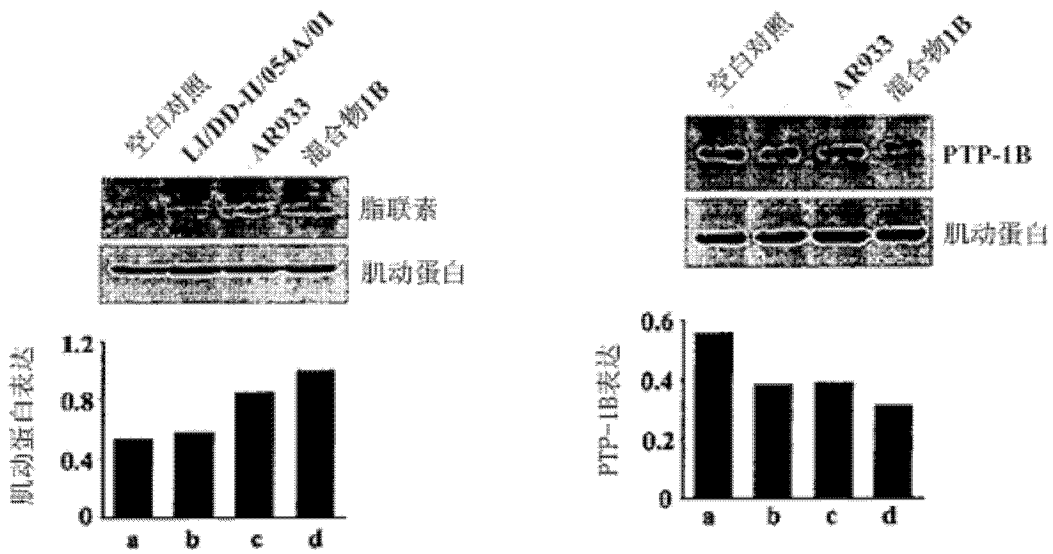 空白对照
LI/DD-II/054A/01
AR933
混合物1B
脂联素
肌动蛋白
肌动蛋白表达
1.2
0.8
0.4
0
a b c d
空白对照
AR933
混合物1B
PTP-1B
肌动蛋白
PTP-1B表达
0.6
0.4
0.2
0
a b c d